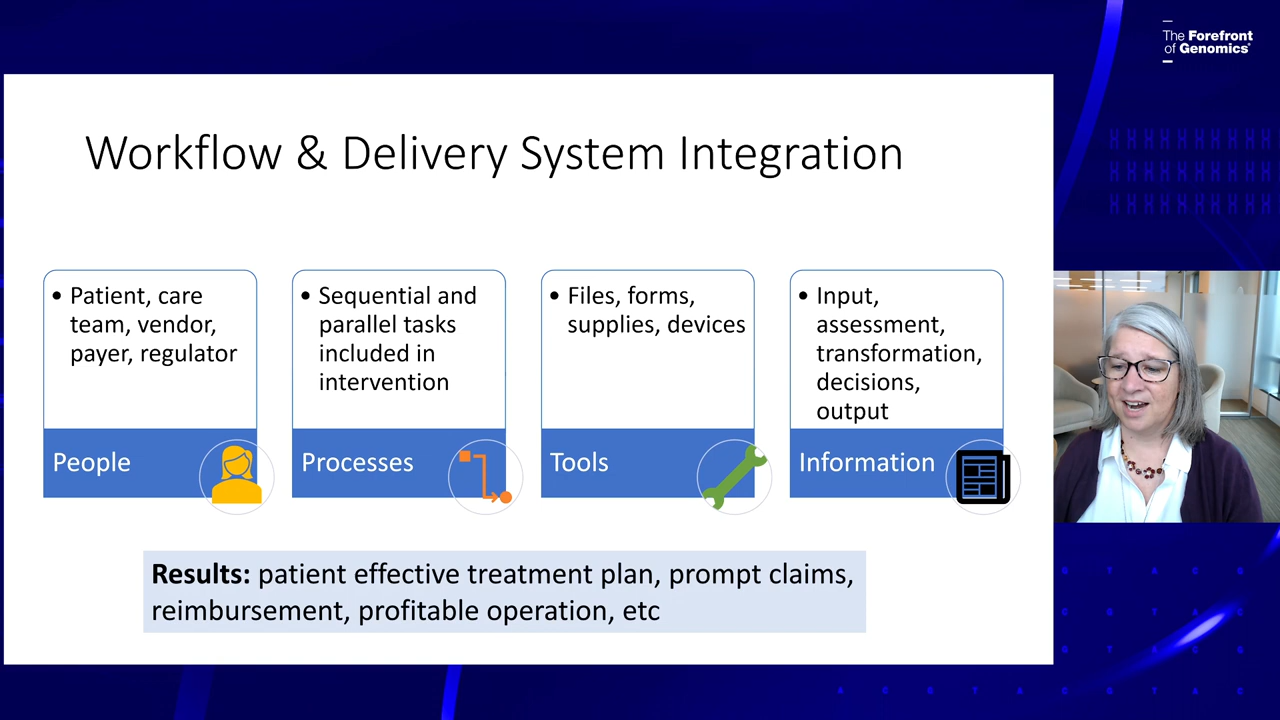 The Forefront
of Genomics®
Workflow & Delivery System Integration
• Patient, care
team, vendor,
payer, regulator
People
• Sequential and
parallel tasks
included in
intervention
Processes
• Files, forms,
supplies, devices
Tools
• Input,
assessment,
transformation,
decisions,
output
Information
Results: patient effective treatment plan, prompt claims,
reimbursement, profitable operation, etc